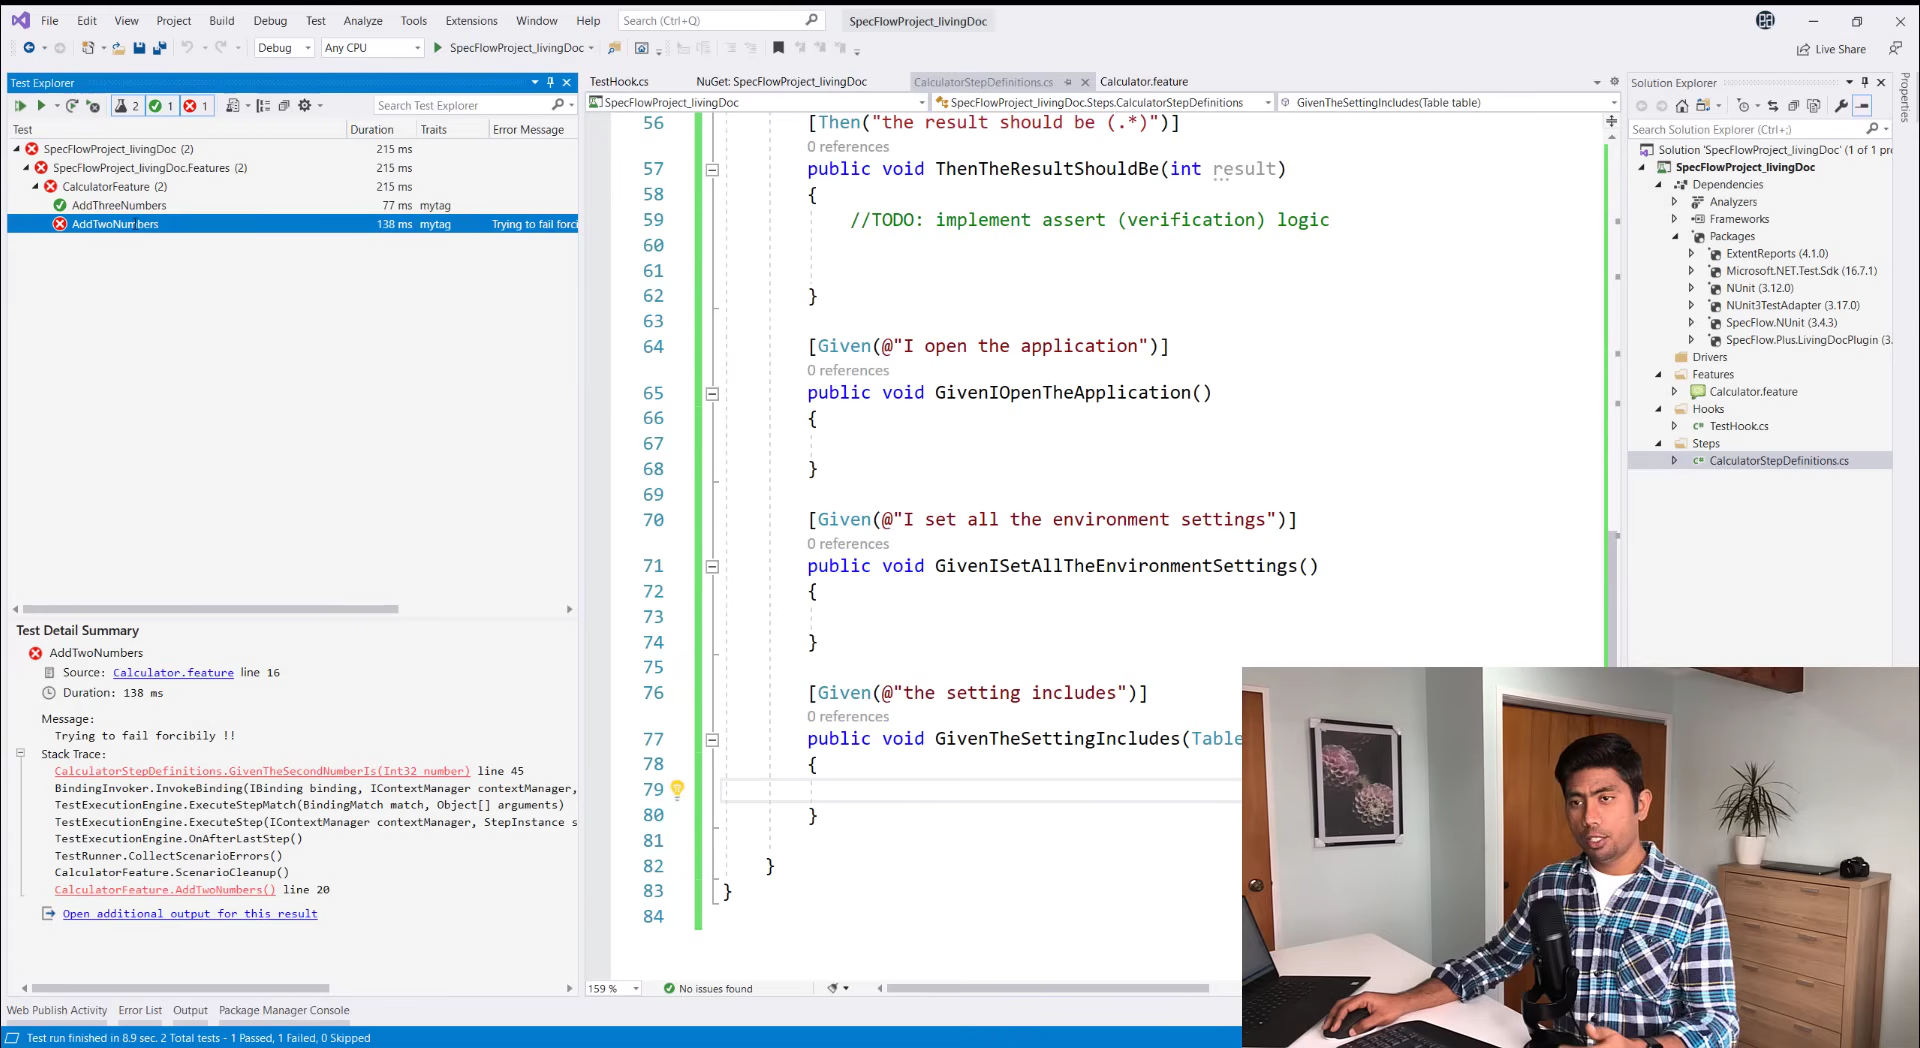 File Edit View Project Build Debug Test Analyze Tools Extensions Window Help Search (Ctrl+Q) SpecFlowProject_livingDoc
Debug Any CPU SpecFlowProject_livingDoc Live Share
Test Explorer
2 1 1 Search Test Explorer
Test Duration Traits Error Message
SpecFlowProject_livingDoc (2) 215 ms
SpecFlowProject_livingDoc.Features (2) 215 ms
CalculatorFeature (2) 215 ms
AddThreeNumbers 77 ms mytag
AddTwoNumbers 138 ms mytag Trying to fail forci
Test Detail Summary
AddTwoNumbers
Source: Calculator.feature line 16
Duration: 138 ms
Message:
Trying to fail forcibily !!
Stack Trace:
CalculatorStepDefinitions.GivenTheSecondNumberIs(Int32 number) line 45
BindingInvoker.InvokeBinding(IBinding binding, IContextManager contextManager,
TestExecutionEngine.ExecuteStepMatch(BindingMatch match, Object[] arguments)
TestExecutionEngine.ExecuteStep(IContextManager contextManager, StepInstance s
TestExecutionEngine.OnAfterLastStep()
TestRunner.CollectScenarioErrors()
CalculatorFeature.ScenarioCleanup()
CalculatorFeature.AddTwoNumbers() line 20
Open additional output for this result
TestHook.cs NuGet: SpecFlowProject_livingDoc CalculatorStepDefinitions.cs Calculator.feature
SpecFlowProject_livingDoc SpecFlowProject_livingDoc.Steps.CalculatorStepDefinitions GivenTheSettingIncludes(Table table)
56 [Then("the result should be (.*)")]
0 references
57 public void ThenTheResultShouldBe(int result)
58 {
59 //TODO: implement assert (verification) logic
60
61
62 }
63
64 [Given(@"I open the application")]
0 references
65 public void GivenIOpenTheApplication()
66 {
67
68 }
69
70 [Given(@"I set all the environment settings")]
0 references
71 public void GivenISetAllTheEnvironmentSettings()
72 {
73
74 }
75
76 [Given(@"the setting includes")]
0 references
77 public void GivenTheSettingIncludes(Table
78 {
79
80 }
81
82 }
83 }
84
159 % No issues found
Solution Explorer
Search Solution Explorer (Ctrl+;)
Solution 'SpecFlowProject_livingDoc' (1 of 1 pr
SpecFlowProject_livingDoc
Dependencies
Analyzers
Frameworks
Packages
ExtentReports (4.1.0)
Microsoft.NET.Test.Sdk (16.7.1)
NUnit (3.12.0)
NUnit3TestAdapter (3.17.0)
SpecFlow.NUnit (3.4.3)
SpecFlow.Plus.LivingDocPlugin (3.
Drivers
Features
Calculator.feature
Hooks
TestHook.cs
Steps
CalculatorStepDefinitions.cs
Properties
Web Publish Activity Error List Output Package Manager Console
Test run finished in 8.9 sec. 2 Total tests - 1 Passed, 1 Failed, 0 Skipped